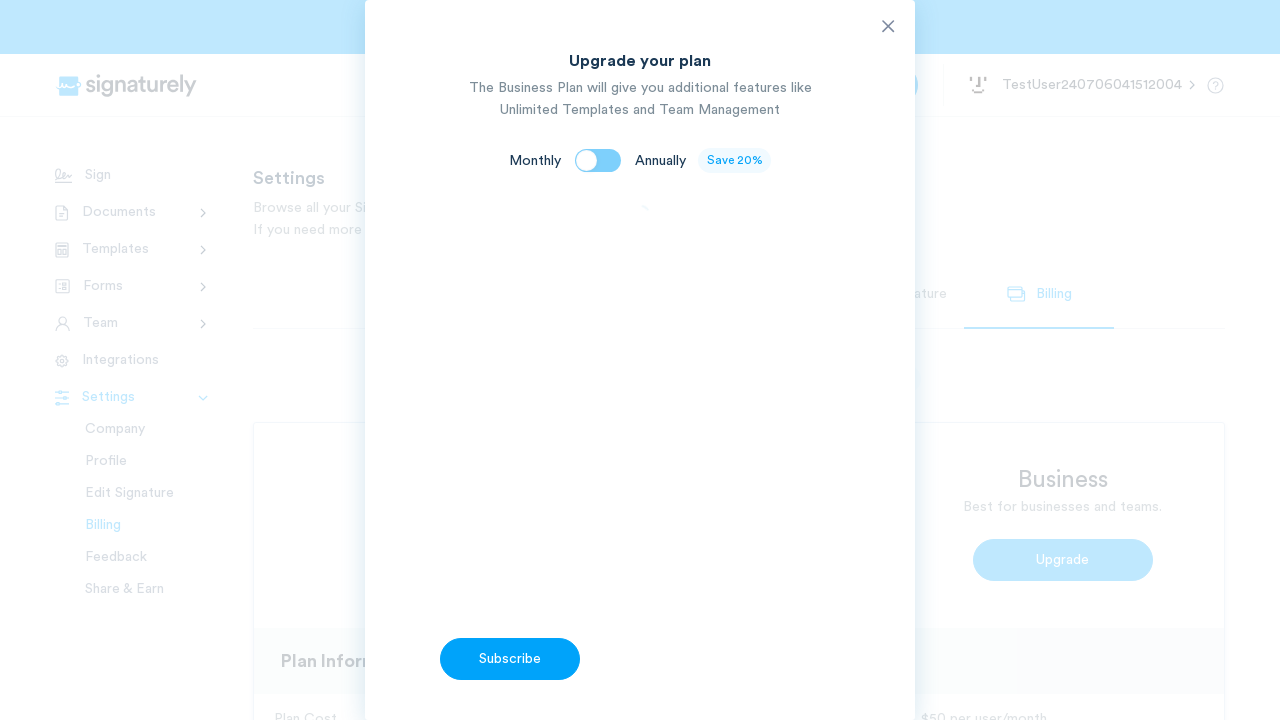 Upgrade your plan
The Business Plan will give you additional features like
Unlimited Templates and Team Management
Monthly
Annually
Save 20%
Subscribe
signaturely
TestUser240706041512004
Sign
Documents
Templates
Forms
Team
Integrations
Settings
Company
Profile
Edit Signature
Billing
Feedback
Share & Earn
Settings
Browse all your Si
If you need more
ature
Billing
Business
Best for businesses and teams.
Upgrade
Plan Inforn
Plan Cost
$50 per user/month